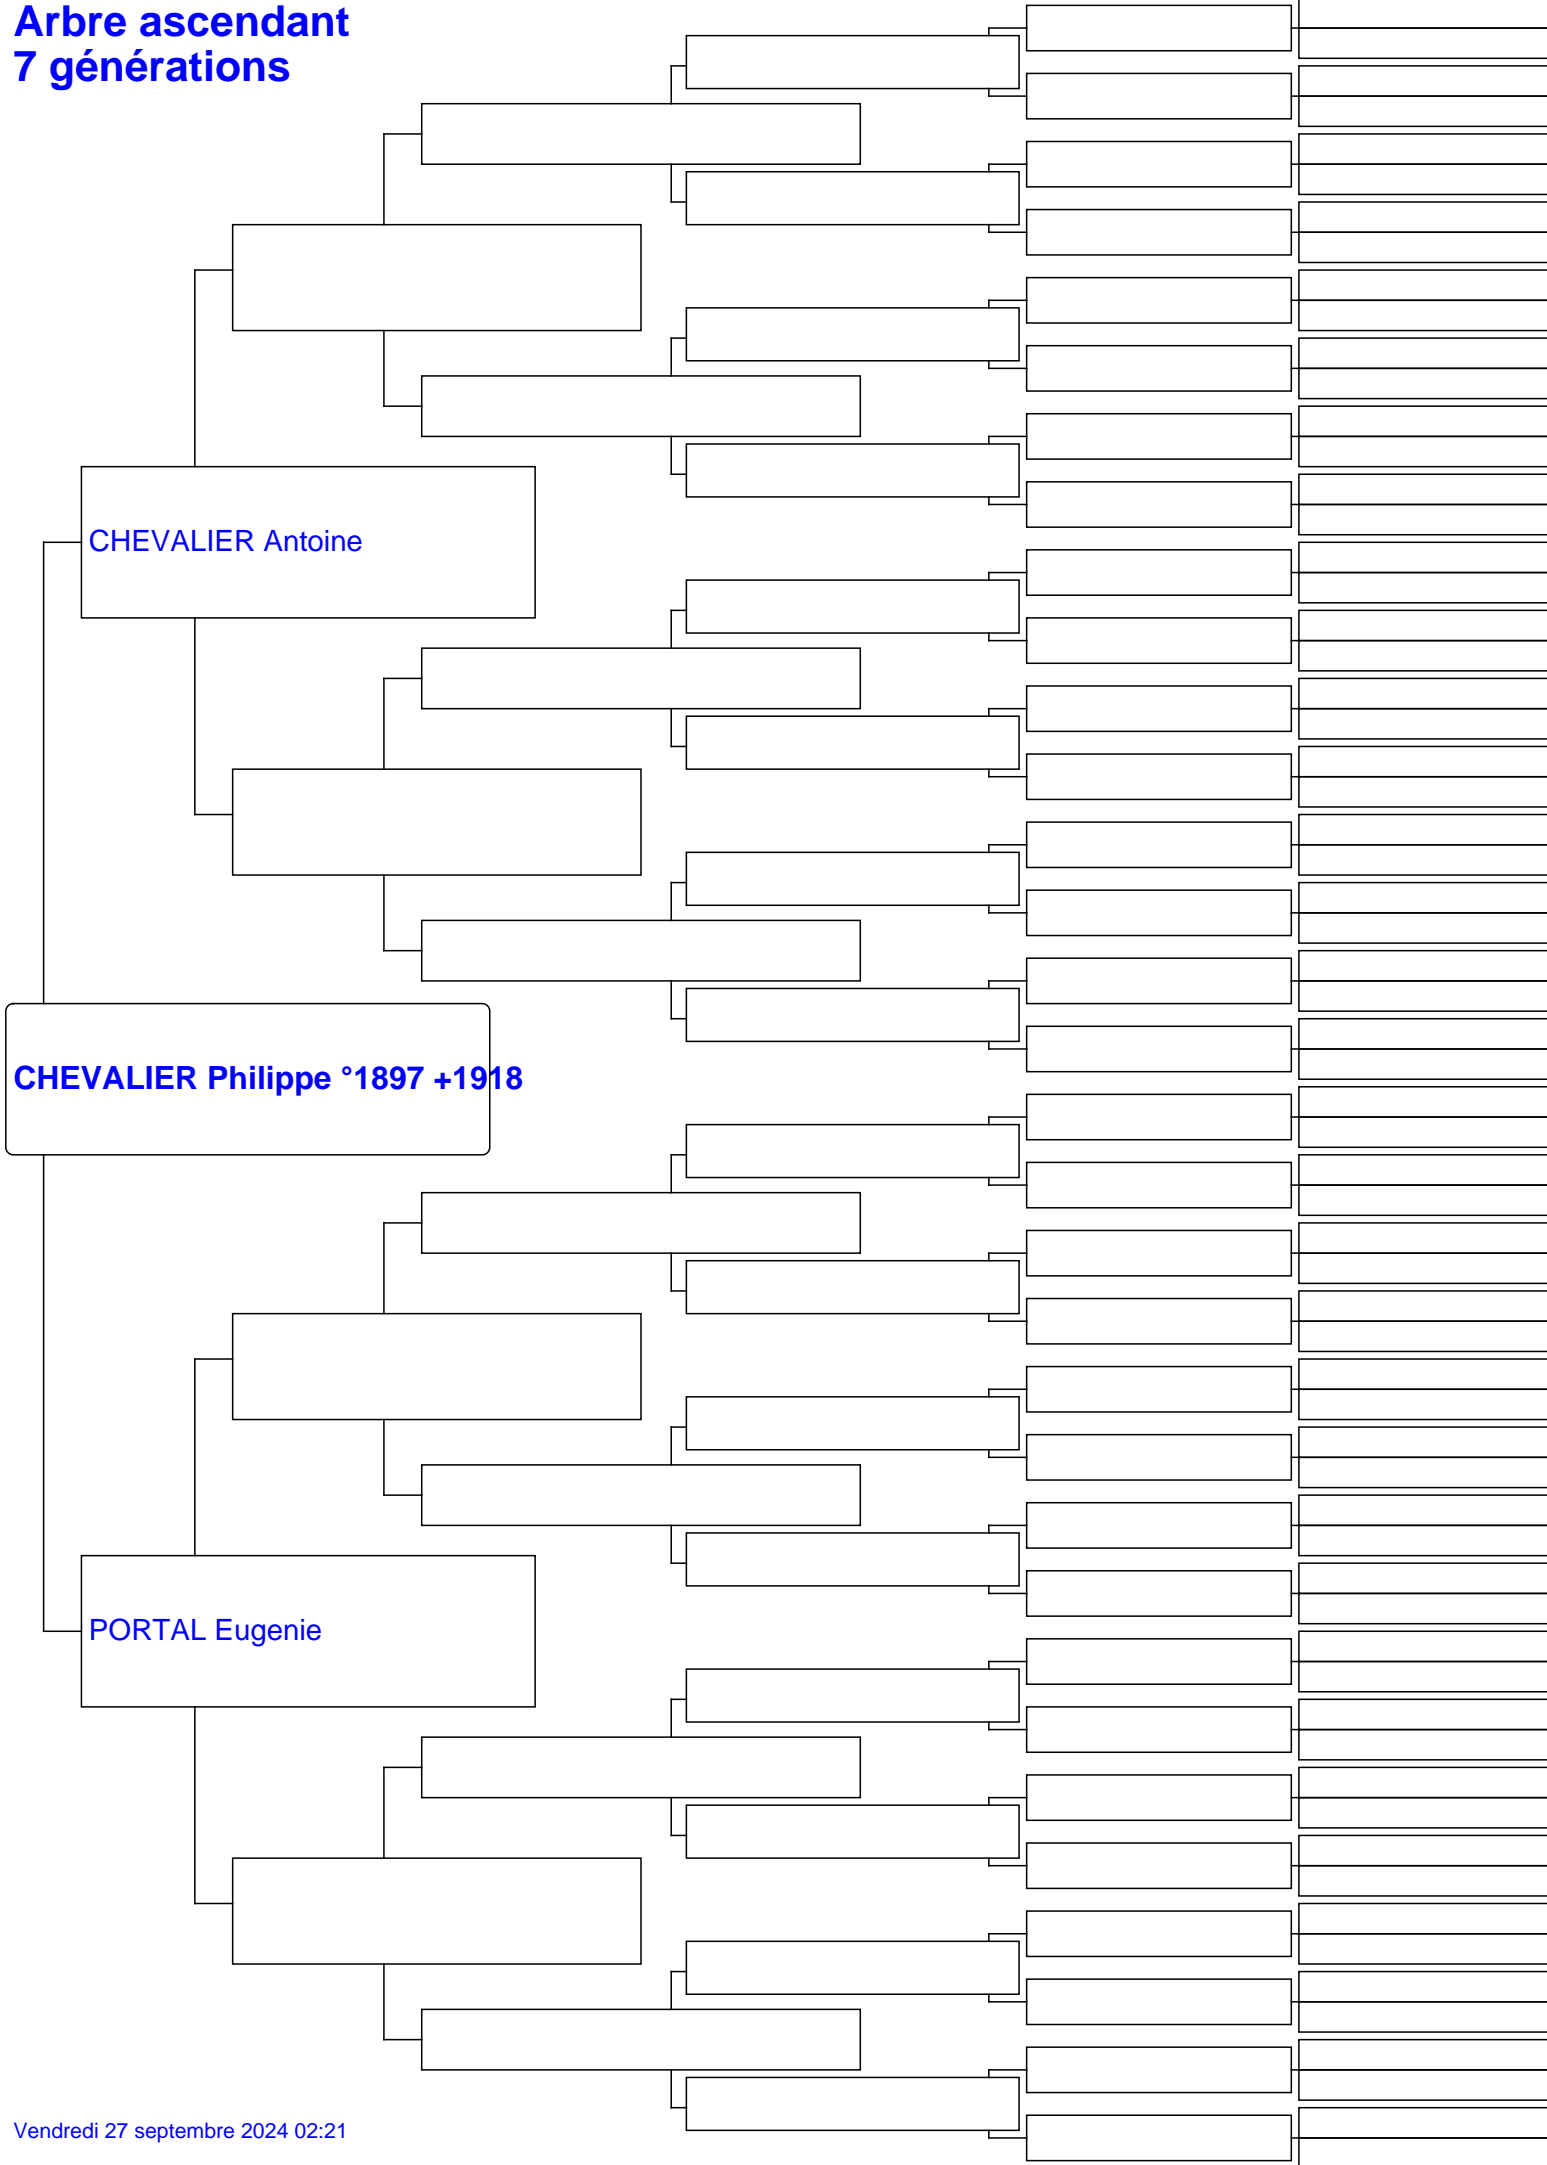 Arbre ascendant
7 générations
CHEVALIER Antoine
CHEVALIER Philippe °1897 +1918
PORTAL Eugenie
Vendredi 27 septembre 2024 02:21